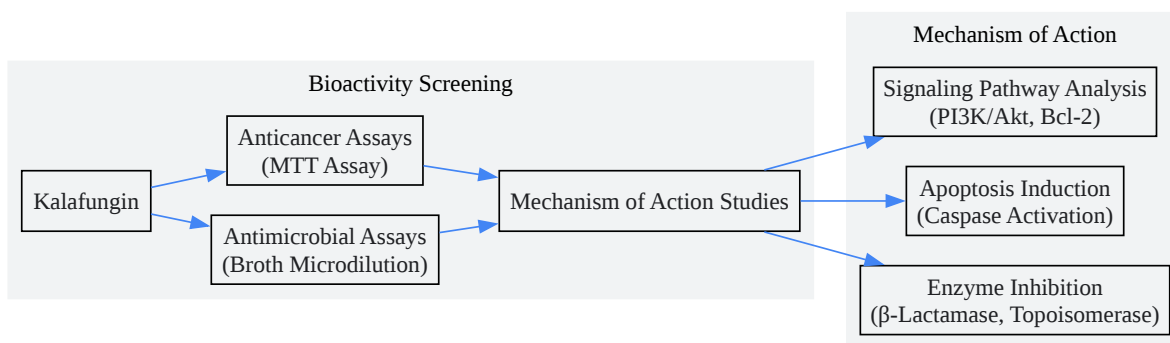 Bioactivity Screening
Kalafungin
Anticancer Assays
(MTT Assay)
Antimicrobial Assays
(Broth Microdilution)
Mechanism of Action Studies
Mechanism of Action
Signaling Pathway Analysis
(PI3K/Akt, Bcl-2)
Apoptosis Induction
(Caspase Activation)
Enzyme Inhibition
(β-Lactamase, Topoisomerase)